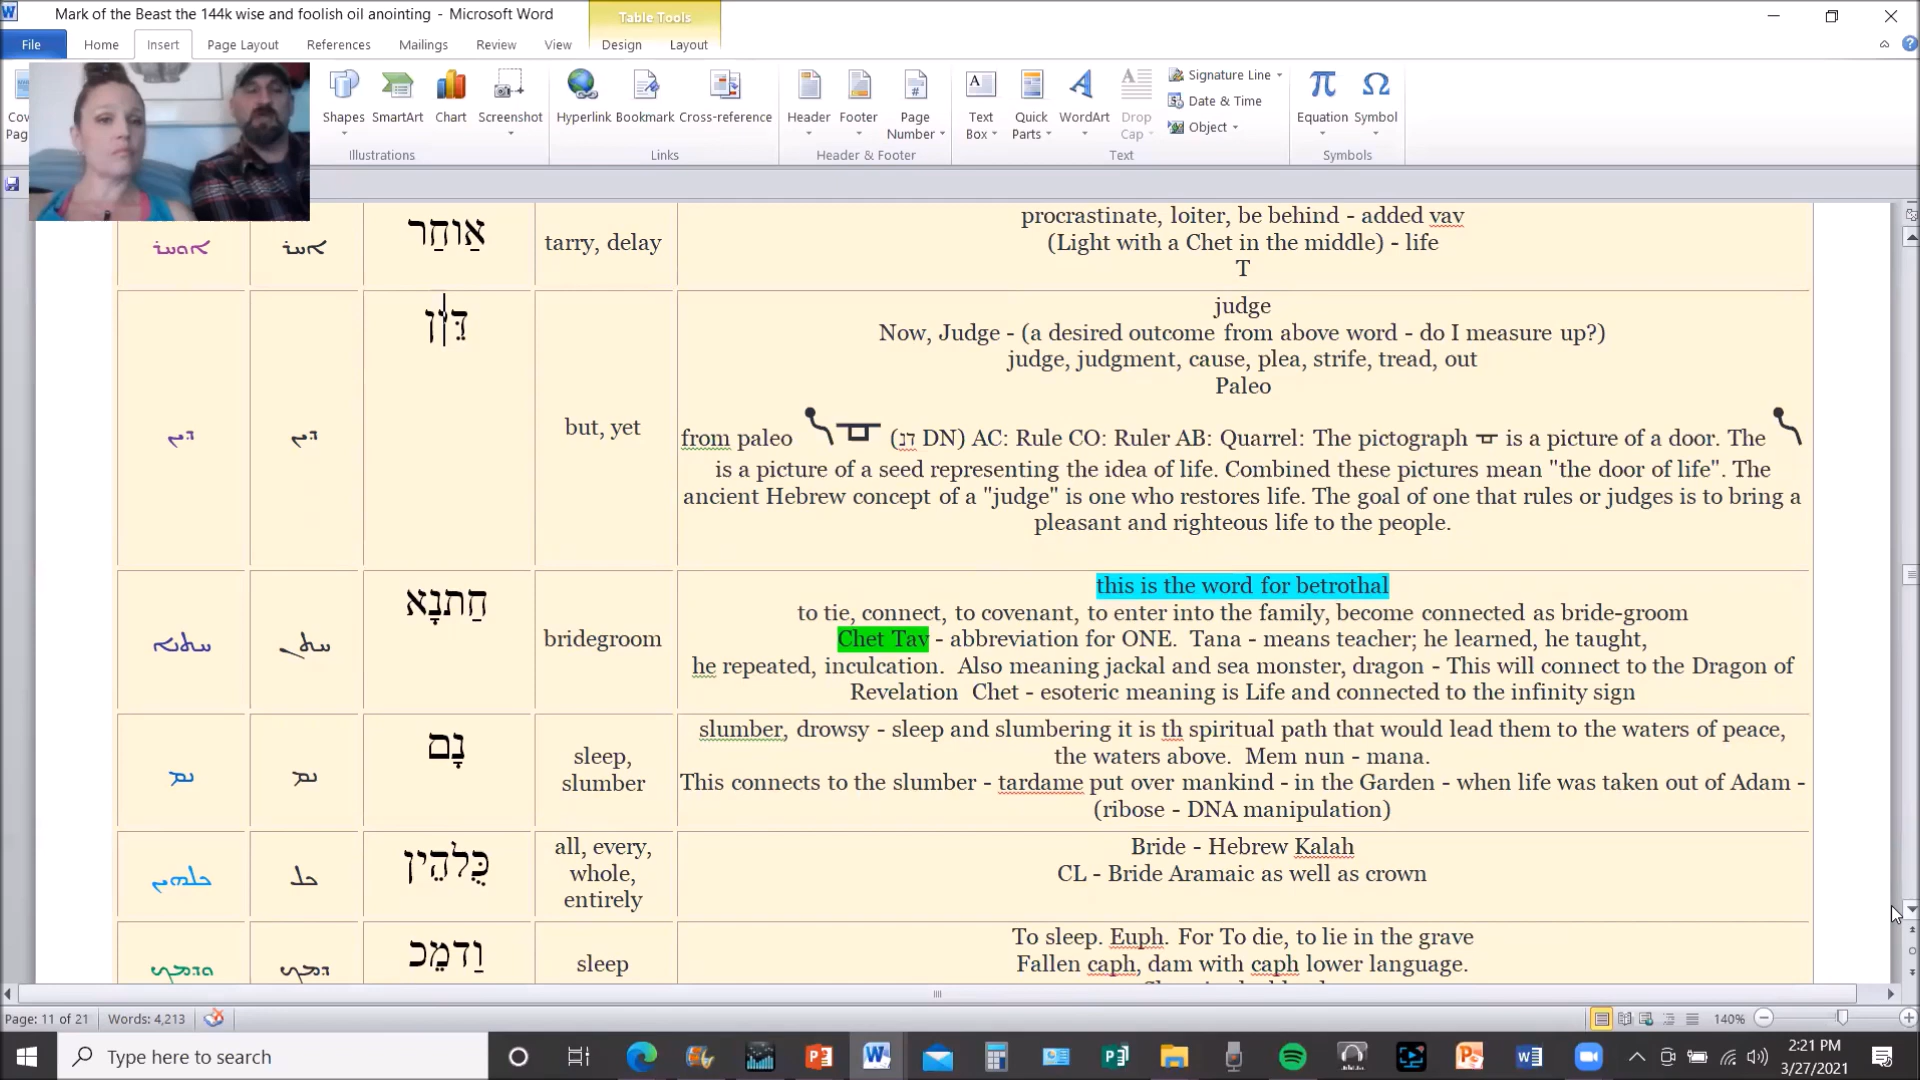 Mark of the Beast the 144k wise and foolish oil anointing - Microsoft Word
Table Tools
File Home Insert Page Layout References Mailings Review View Design Layout
Shapes SmartArt Chart Screenshot Hyperlink Bookmark Cross-reference Header Footer Page Number Text Box Quick Parts WordArt Drop Cap
Signature Line
Date & Time
Object
Equation Symbol
Illustrations Links Header & Footer Text Symbols
ܐܘܚܪ ܐܚܪ אַוחַר tarry, delay
procrastinate, loiter, be behind - added vav
(Light with a Chet in the middle) - life
T
ܕܝܢ ܕܝܢ דֵּין but, yet
judge
Now, Judge - (a desired outcome from above word - do I measure up?)
judge, judgment, cause, plea, strife, tread, out
Paleo
from paleo (דנ DN) AC: Rule CO: Ruler AB: Quarrel: The pictograph is a picture of a door. The
is a picture of a seed representing the idea of life. Combined these pictures mean "the door of life". The
ancient Hebrew concept of a "judge" is one who restores life. The goal of one that rules or judges is to bring a
pleasant and righteous life to the people.
ܚܬܢܐ ܚܬܢ חַתנָא bridegroom
this is the word for betrothal
to tie, connect, to covenant, to enter into the family, become connected as bride-groom
Chet Tav - abbreviation for ONE. Tana - means teacher; he learned, he taught,
he repeated, inculcation. Also meaning jackal and sea monster, dragon - This will connect to the Dragon of
Revelation Chet - esoteric meaning is Life and connected to the infinity sign
ܢܡ ܢܡ נָם sleep,
slumber
slumber, drowsy - sleep and slumbering it is th spiritual path that would lead them to the waters of peace,
the waters above. Mem nun - mana.
This connects to the slumber - tardame put over mankind - in the Garden - when life was taken out of Adam -
(ribose - DNA manipulation)
ܟܠܗܝܢ ܟܠ כֻּלהֵין all, every,
whole,
entirely
Bride - Hebrew Kalah
CL - Bride Aramaic as well as crown
ܘܕܡܟ ܕܡܟ וַדמֵכ sleep
To sleep. Euph. For To die, to lie in the grave
Fallen caph, dam with caph lower language.
Page: 11 of 21 Words: 4,213 140%
Type here to search
2:21 PM
3/27/2021